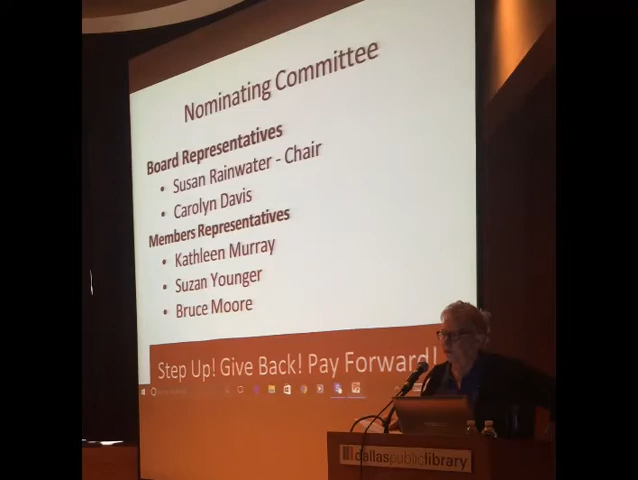 Nominating Committee
Board Representatives
• Susan Rainwater - Chair
• Carolyn Davis
Members Representatives
• Kathleen Murray
• Suzan Younger
• Bruce Moore
Step Up! Give Back! Pay Forward!
dallaspubliclibrary